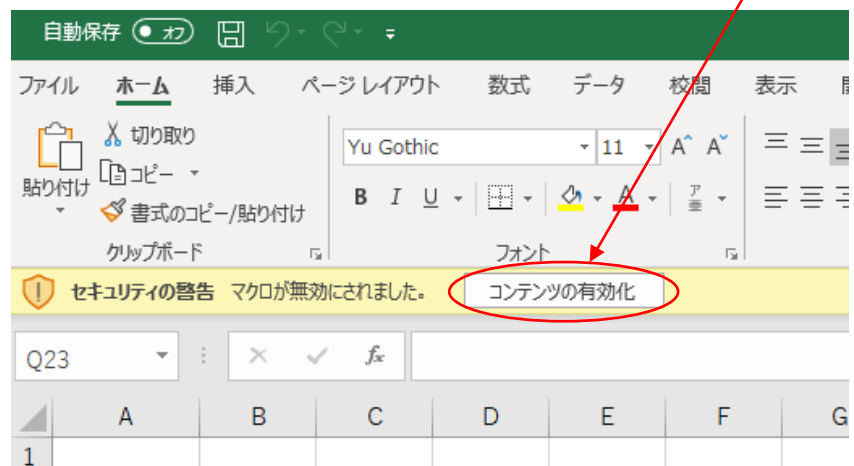 自動保存 オフ
ファイル ホーム 挿入 ページ レイアウト 数式 データ 校閲 表示
切り取り
コピー
貼り付け
書式のコピー/貼り付け
Yu Gothic 11 A A
B I U A ア 亜
クリップボード フォント
セキュリティの警告 マクロが無効にされました。 コンテンツの有効化
Q23 fx
A B C D E F G
1